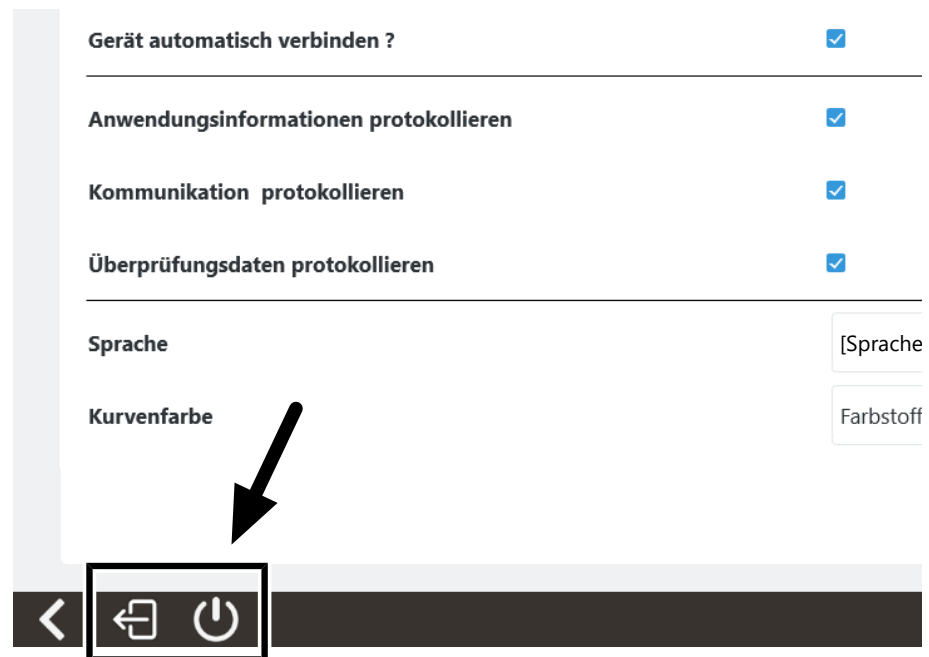 Gerät automatisch verbinden ?
Anwendungsinformationen protokollieren
Kommunikation  protokollieren
Überprüfungsdaten protokollieren
Sprache
[Sprache
Kurvenfarbe
Farbstoff